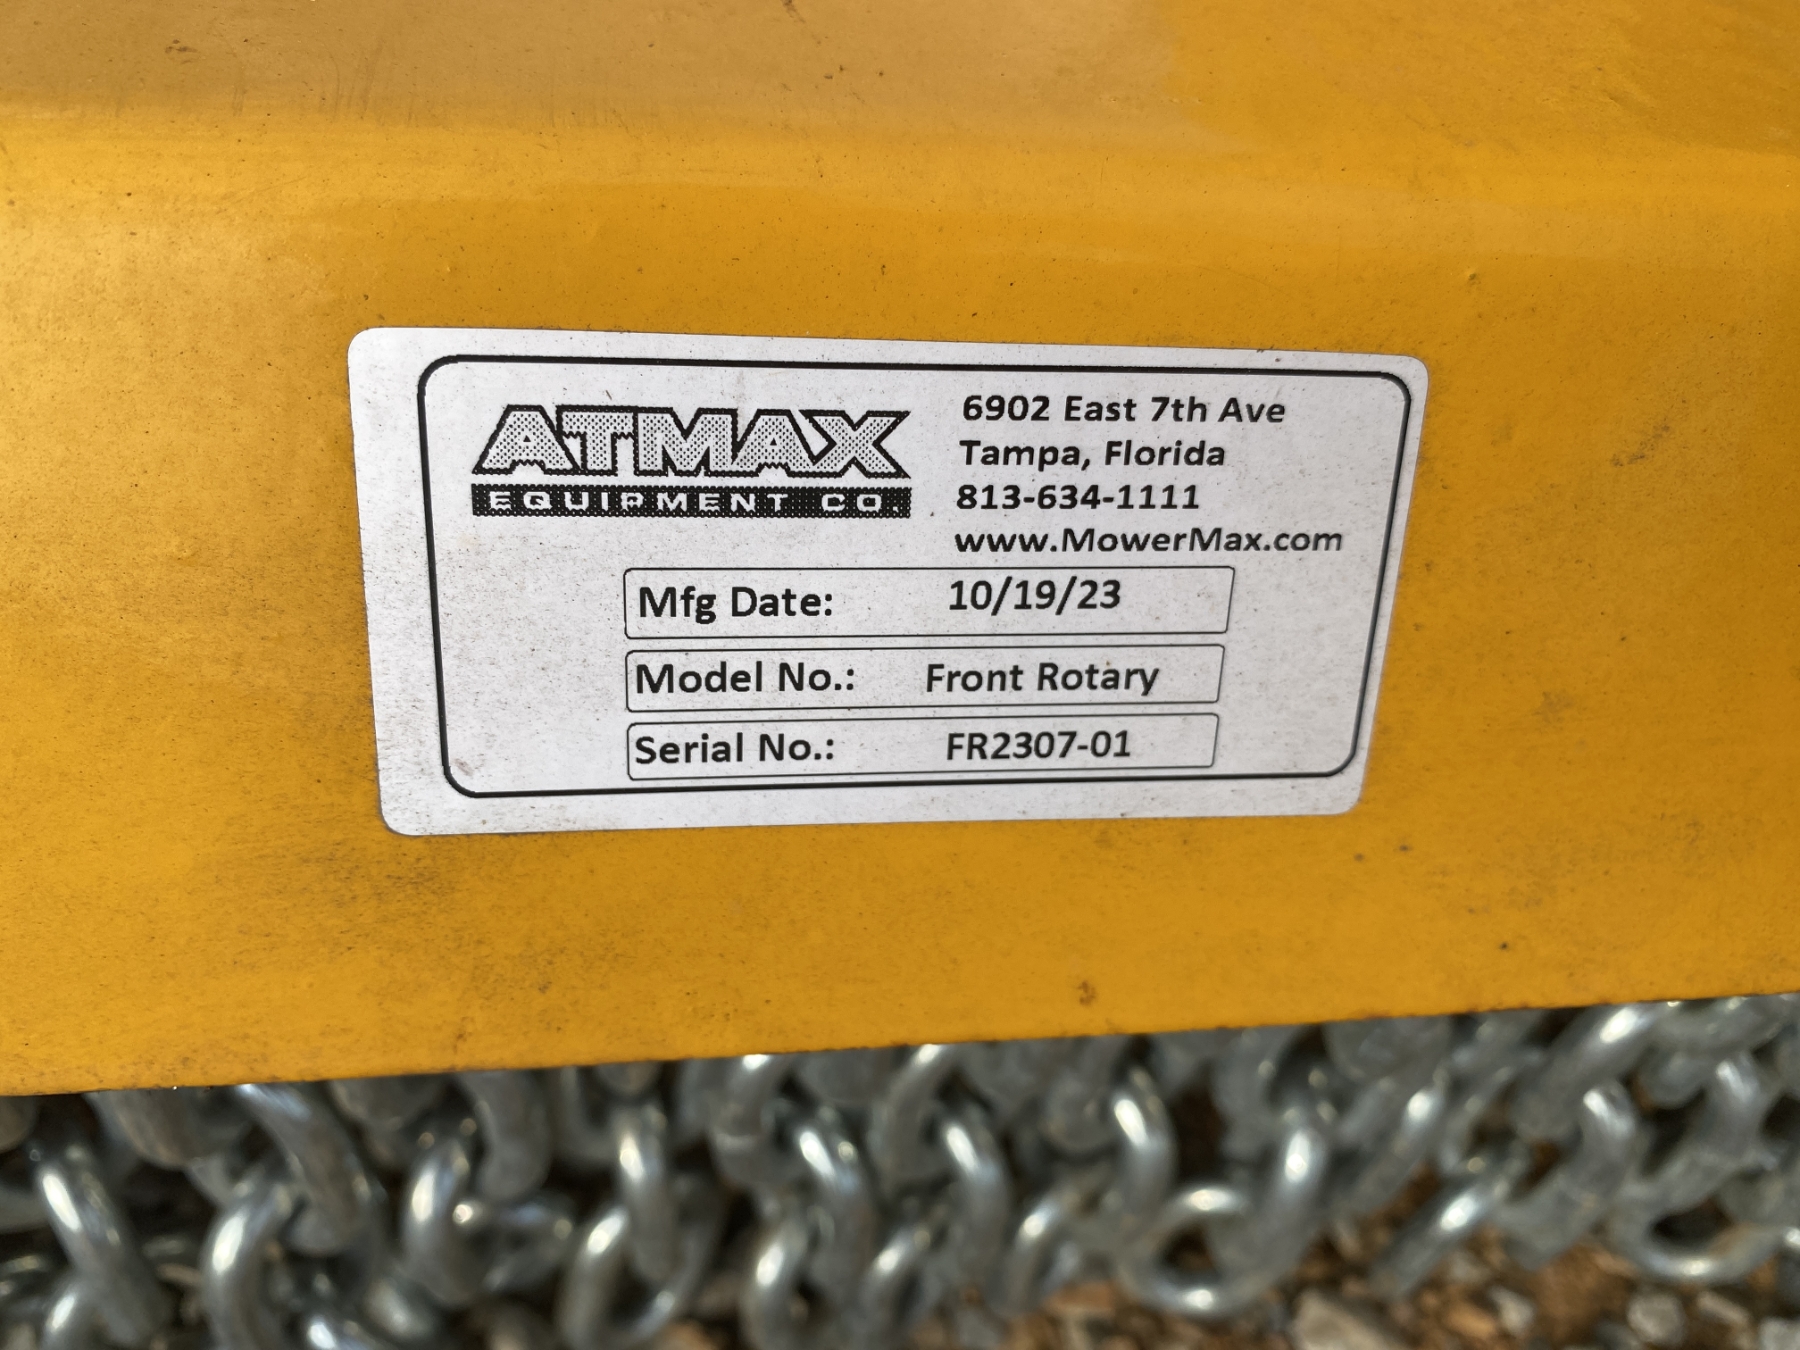 ATMAX
EQUIPMENT CO.
6902 East 7th Ave
Tampa, Florida
813-634-1111
www.MowerMax.com
Mfg Date: 10/19/23
Model No.: Front Rotary
Serial No.: FR2307-01